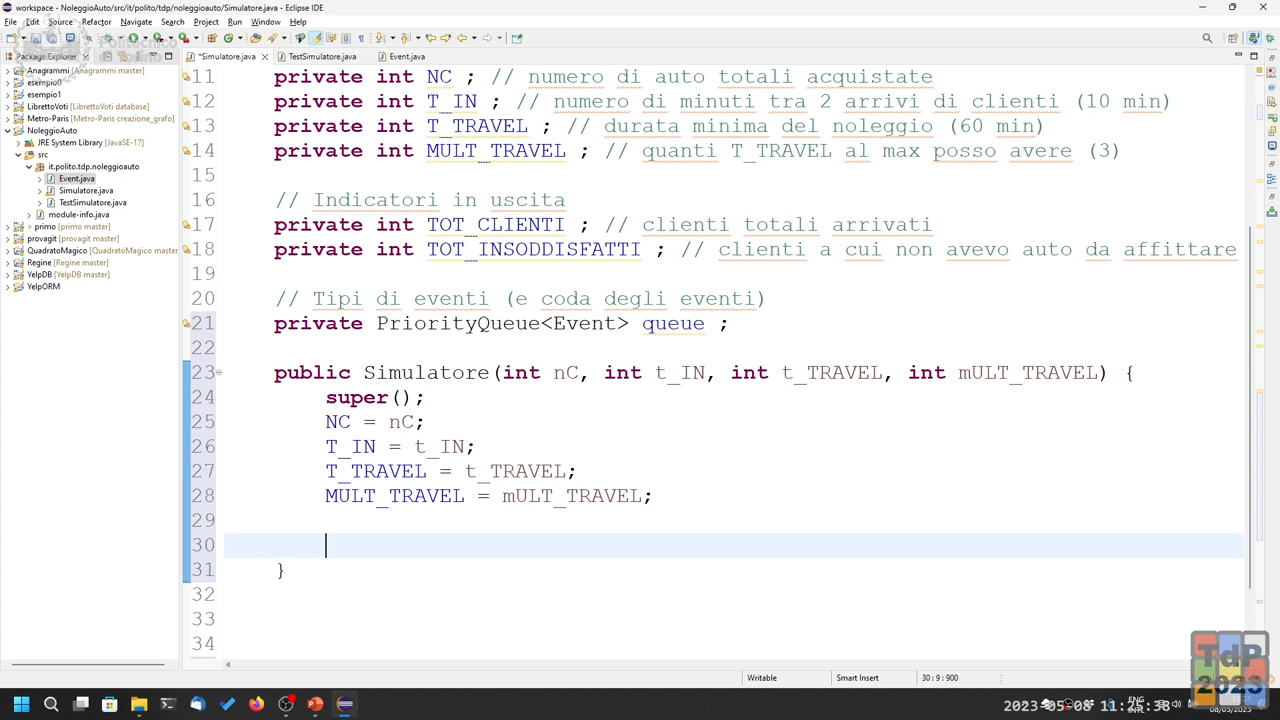 workspace - NoleggioAuto/src/it/polito/tdp/noleggioauto/Simulatore.java - Eclipse IDE
File Edit Source Refactor Navigate Search Project Run Window Help
Package Explorer
*Simulatore.java TestSimulatore.java Event.java
Anagrammi [Anagrammi master]
esempio0
esempio1
LibrettoVoti [LibrettoVoti database]
Metro-Paris [Metro-Paris creazione_grafo]
NoleggioAuto
JRE System Library [JavaSE-17]
src
it.polito.tdp.noleggioauto
Event.java
Simulatore.java
TestSimulatore.java
module-info.java
> primo [primo master]
provagit [provagit master]
QuadratoMagico [QuadratoMagico master]
Regine [Regine master]
YelpDB [YelpDB master]
YelpORM
11 private int NC ; // numero di auto totali acquistate
12 private int T_IN ; // numero di minuti tra 2 arrivi di clienti (10 min)
13 private int T_TRAVEL ; // durata minima del noleggio (60 min)
14 private int MULT_TRAVEL ; // quanti T_TRAVEL al max posso avere (3)
15
16 // Indicatori in uscita
17 private int TOT_CLIENTI ; // clienti totali arrivati
18 private int TOT_INSODDISFATTI ; // clienti a cui non avevo auto da affittare
19
20 // Tipi di eventi (e coda degli eventi)
21 private PriorityQueue<Event> queue ;
22
23 public Simulatore(int nC, int t_IN, int t_TRAVEL, int mULT_TRAVEL) {
24 super();
25 NC = nC;
26 T_IN = t_IN;
27 T_TRAVEL = t_TRAVEL;
28 MULT_TRAVEL = mULT_TRAVEL;
29
30
31 }
32
33
34
Writable Smart Insert 30 : 9 : 900
TdP
2023
ENG
INTL
2023-05-08 11:21:38